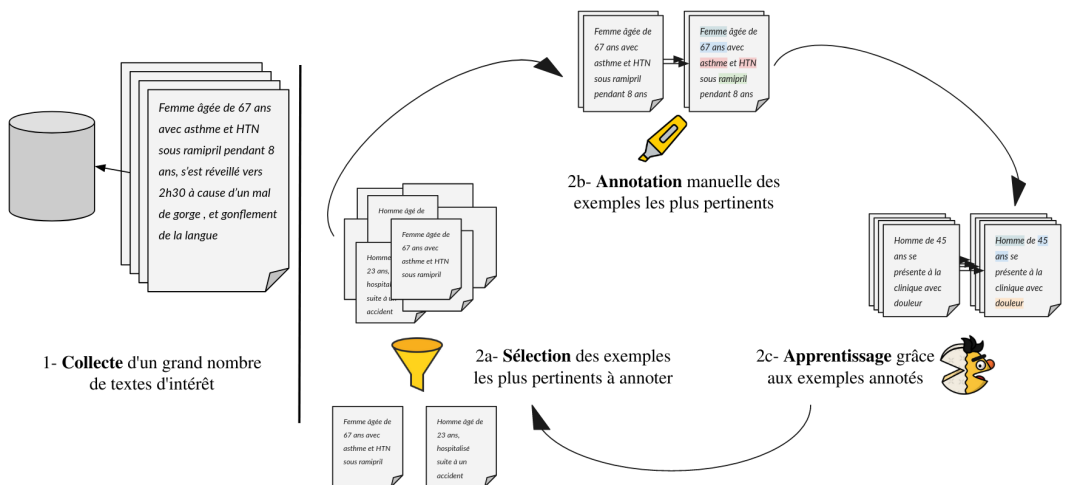 Femme âgée de 67 ans
avec asthme et HTN
sous ramipril pendant 8
ans, s'est réveillé vers
2h30 à cause d'un mal
de gorge , et gonflement
de la langue
1- Collecte d'un grand nombre
de textes d'intérêt
Homme âgé de
Femme âgée de
67 ans avec
asthme et HTN
sous ramipril
Homme
23 ans,
hospital
suite à u
accident
2a- Sélection des exemples
les plus pertinents à annoter
Femme âgée de
67 ans avec
asthme et HTN
sous ramipril
Homme âgé de
23 ans,
hospitalisé
suite à un
accident
Femme âgée de
67 ans avec
asthme et HTN
sous ramipril
pendant 8 ans
Femme âgée de
67 ans avec
asthme et HTN
sous ramipril
pendant 8 ans
2b- Annotation manuelle des
exemples les plus pertinents
Homme de 45
ans se
présente à la
clinique avec
douleur
Homme de 45
ans se
présente à la
clinique avec
douleur
2c- Apprentissage grâce
aux exemples annotés